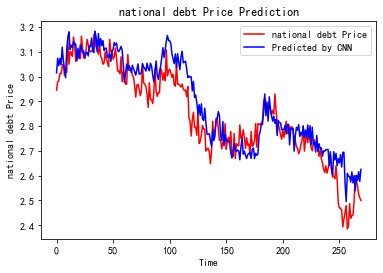 national debt Price Prediction
national debt Price
Predicted by CNN
3.2
3.1
3.0
2.9
2.8
2.7
2.6
2.5
2.4
national debt Price
0 50 100 150 200 250
Time